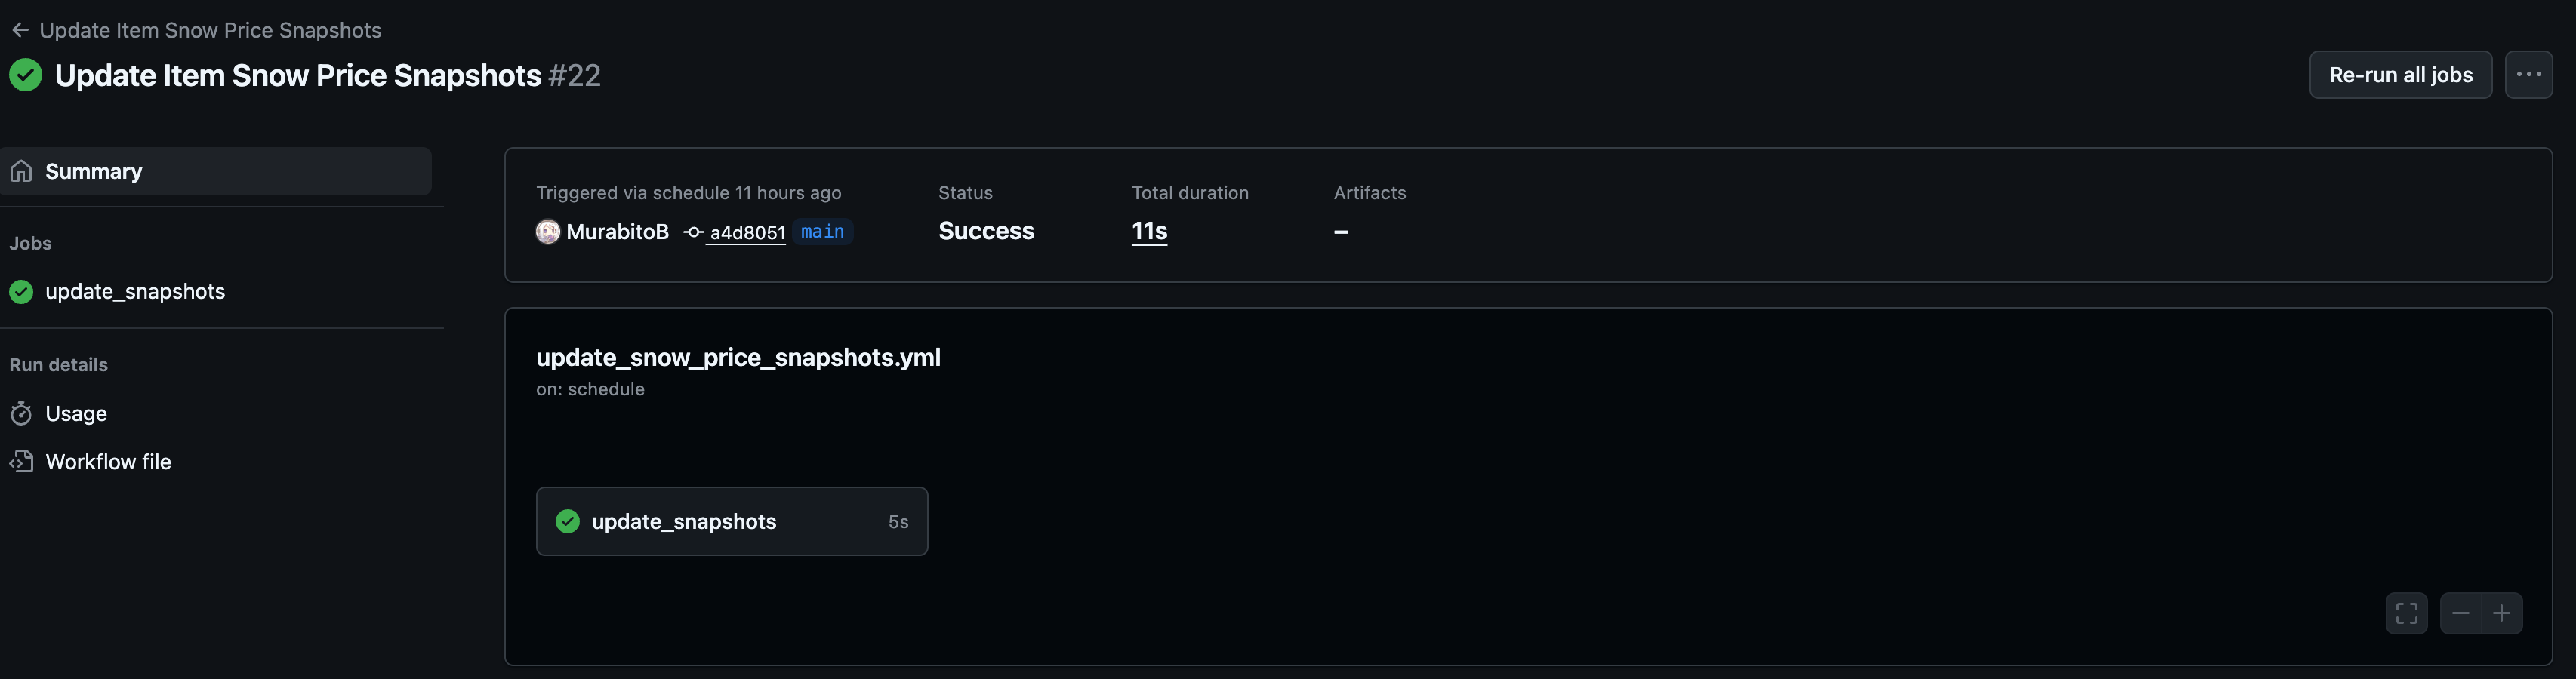 Update Item Snow Price Snapshots
Update Item Snow Price Snapshots #22
Re-run all jobs
Summary
Jobs
update_snapshots
Run details
Usage
Workflow file
Triggered via schedule 11 hours ago
MurabitoB a4d8051 main
Status
Success
Total duration
11s
Artifacts
–
update_snow_price_snapshots.yml
on: schedule
update_snapshots 5s